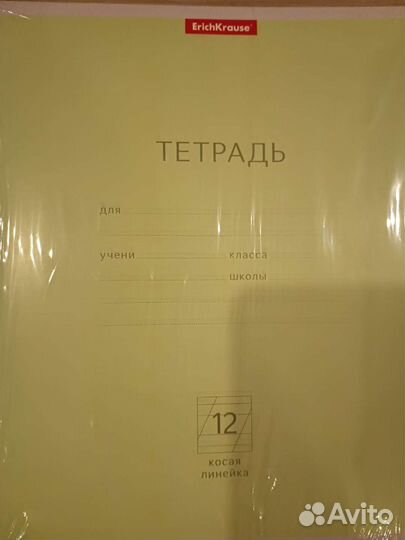 ErichKrause
ТЕТРАДЬ
для
учени класса
школы
12
косая
линейка
Avito